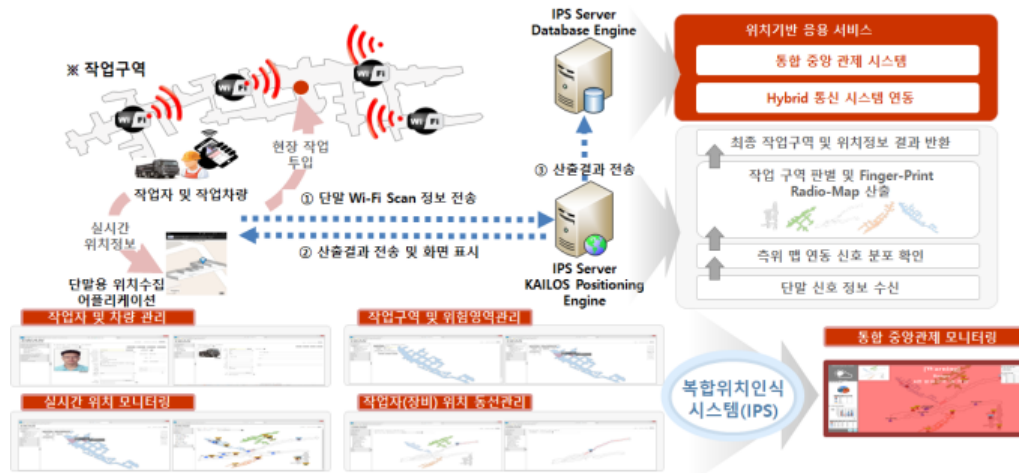 IPS Server
Database Engine
위치기반 응용 서비스
통합 중앙 관제 시스템
Hybrid 통신 시스템 연동
※ 작업구역
Wi Fi
Wi Fi
Wi Fi
Wi Fi
현장 작업
투입
작업자 및 작업차량
③ 산출결과 전송
최종 작업구역 및 위치정보 결과 반환
작업 구역 판별 및 Finger-Print
Radio-Map 산출
측위 맵 연동 신호 분포 확인
단말 신호 정보 수신
① 단말 Wi-Fi Scan 정보 전송
② 산출결과 전송 및 화면 표시
실시간
위치정보
단말용 위치수집
어플리케이션
IPS Server
KAILOS Positioning
Engine
작업자 및 차량 관리
작업구역 및 위험영역관리
실시간 위치 모니터링
작업자(장비) 위치 동선관리
복합위치인식
시스템(IPS)
통합 중앙관제 모니터링
[Warning]